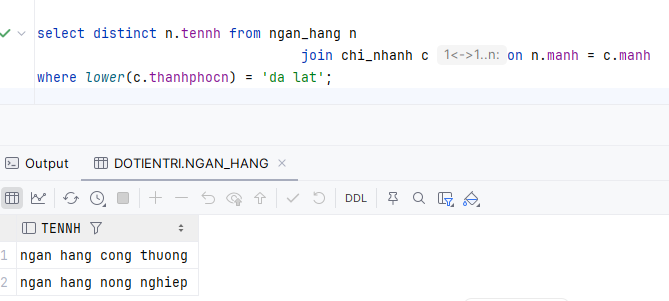 select distinct n.tennh from ngan_hang n
join chi_nhanh c 1<->1..n: on n.manh = c.manh
where lower(c.thanhphocn) = 'da lat';
Output
DOTIENTRI.NGAN_HANG
DDL
TENNH
1 ngan hang cong thuong
2 ngan hang nong nghiep